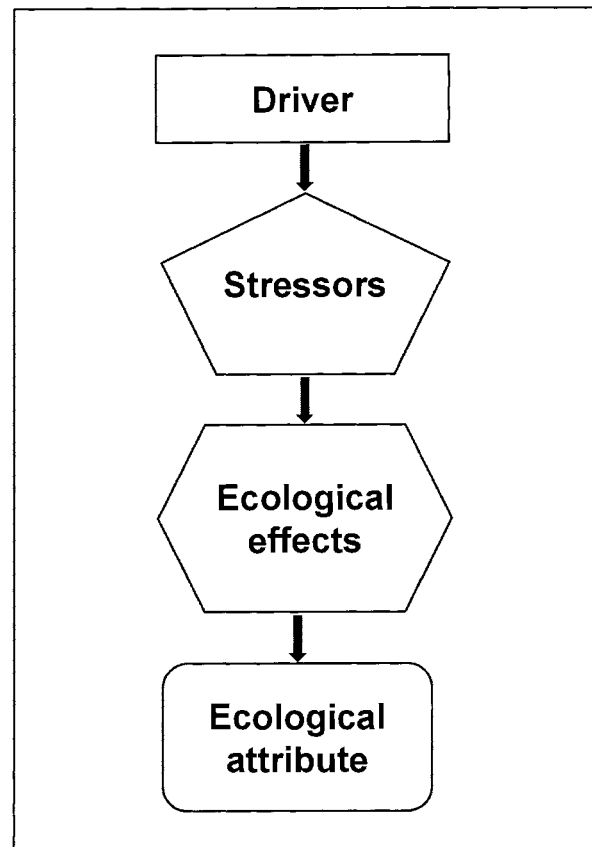 Driver
Stressors
Ecological
effects
Ecological
attribute